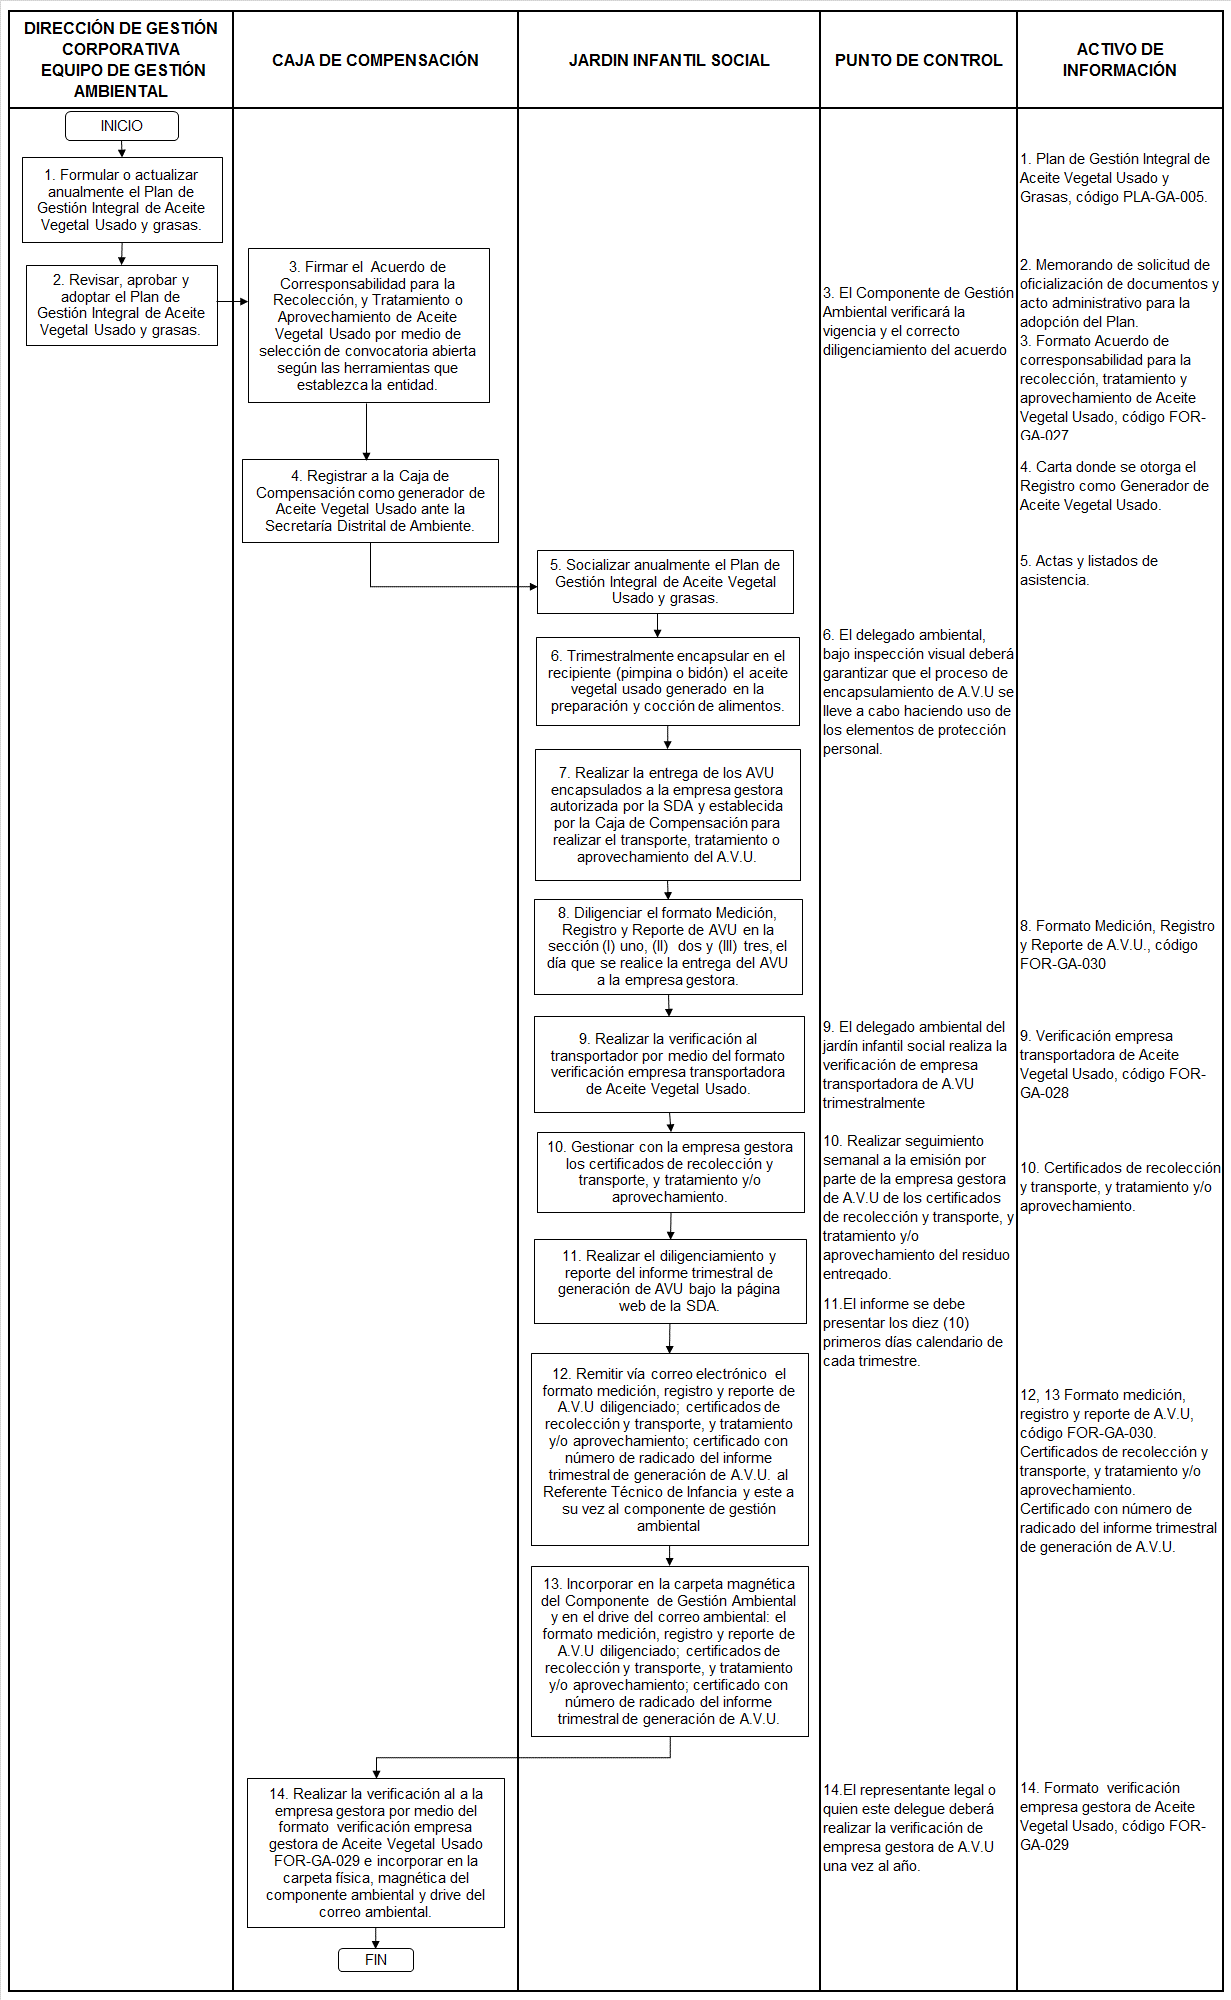 DIRECCIÓN DE GESTIÓN
CORPORATIVA
EQUIPO DE GESTIÓN
AMBIENTAL
CAJA DE COMPENSACIÓN
JARDIN INFANTIL SOCIAL
PUNTO DE CONTROL
ACTIVO DE
INFORMACIÓN
INICIO
1. Formular o actualizar
anualmente el Plan de
Gestión Integral de Aceite
Vegetal Usado y grasas.
1. Plan de Gestión Integral de
Aceite Vegetal Usado y
Grasas, código PLA-GA-005.
2. Revisar, aprobar y
adoptar el Plan de
Gestión Integral de Aceite
Vegetal Usado y grasas.
3. Firmar el  Acuerdo de
Corresponsabilidad para la
Recolección, y Tratamiento o
Aprovechamiento de Aceite
Vegetal Usado por medio de
selección de convocatoria abierta
según las herramientas que
establezca la entidad.
3. El Componente de Gestión
Ambiental verificará la
vigencia y el correcto
diligenciamiento del acuerdo
2. Memorando de solicitud de
oficialización de documentos y
acto administrativo para la
adopción del Plan.
3. Formato Acuerdo de
corresponsabilidad para la
recolección, tratamiento y
aprovechamiento de Aceite
Vegetal Usado, código FOR-
GA-027
4. Registrar a la Caja de
Compensación como generador de
Aceite Vegetal Usado ante la
Secretaría Distrital de Ambiente.
4. Carta donde se otorga el
Registro como Generador de
Aceite Vegetal Usado.
5. Socializar anualmente el Plan de
Gestión Integral de Aceite Vegetal
Usado y grasas.
5. Actas y listados de
asistencia.
6. Trimestralmente encapsular en el
recipiente (pimpina o bidón) el aceite
vegetal usado generado en la
preparación y cocción de alimentos.
6. El delegado ambiental,
bajo inspección visual deberá
garantizar que el proceso de
encapsulamiento de A.V.U se
lleve a cabo haciendo uso de
los elementos de protección
personal.
7. Realizar la entrega de los AVU
encapsulados a la empresa gestora
autorizada por la SDA y establecida
por la Caja de Compensación para
realizar el transporte, tratamiento o
aprovechamiento del A.V.U.
8. Diligenciar el formato Medición,
Registro y Reporte de AVU en la
sección (I) uno, (II)  dos y (III) tres, el
día que se realice la entrega del AVU
a la empresa gestora.
8. Formato Medición, Registro
y Reporte de A.V.U., código
FOR-GA-030
9. Realizar la verificación al
transportador por medio del formato
verificación empresa transportadora
de Aceite Vegetal Usado.
9. El delegado ambiental del
jardín infantil social realiza la
verificación de empresa
transportadora de A.VU
trimestralmente
9. Verificación empresa
transportadora de Aceite
Vegetal Usado, código FOR-
GA-028
10. Gestionar con la empresa gestora
los certificados de recolección y
transporte, y tratamiento y/o
aprovechamiento.
10. Realizar seguimiento
semanal a la emisión por
parte de la empresa gestora
de A.V.U de los certificados
de recolección y transporte, y
tratamiento y/o
aprovechamiento del residuo
entregado.
10. Certificados de recolección
y transporte, y tratamiento y/o
aprovechamiento.
11. Realizar el diligenciamiento y
reporte del informe trimestral de
generación de AVU bajo la página
web de la SDA.
11.El informe se debe
presentar los diez (10)
primeros días calendario de
cada trimestre.
12. Remitir vía correo electrónico  el
formato medición, registro y reporte de
A.V.U diligenciado; certificados de
recolección y transporte, y tratamiento
y/o aprovechamiento; certificado con
número de radicado del informe
trimestral de generación de A.V.U. al
Referente Técnico de Infancia y este a
su vez al componente de gestión
ambiental
12, 13 Formato medición,
registro y reporte de A.V.U,
código FOR-GA-030.
Certificados de recolección y
transporte, y tratamiento y/o
aprovechamiento.
Certificado con número de
radicado del informe trimestral
de generación de A.V.U.
13. Incorporar en la carpeta magnética
del Componente  de Gestión Ambiental
y en el drive del correo ambiental: el
formato medición, registro y reporte de
A.V.U diligenciado; certificados de
recolección y transporte, y tratamiento
y/o aprovechamiento; certificado con
número de radicado del informe
trimestral de generación de A.V.U.
14. Realizar la verificación al a la
empresa gestora por medio del
formato  verificación empresa
gestora de Aceite Vegetal Usado
FOR-GA-029 e incorporar en la
carpeta física, magnética del
componente ambiental y drive del
correo ambiental.
14.El representante legal o
quien este delegue deberá
realizar la verificación de
empresa gestora de A.V.U
una vez al año.
14. Formato  verificación
empresa gestora de Aceite
Vegetal Usado, código FOR-
GA-029
FIN